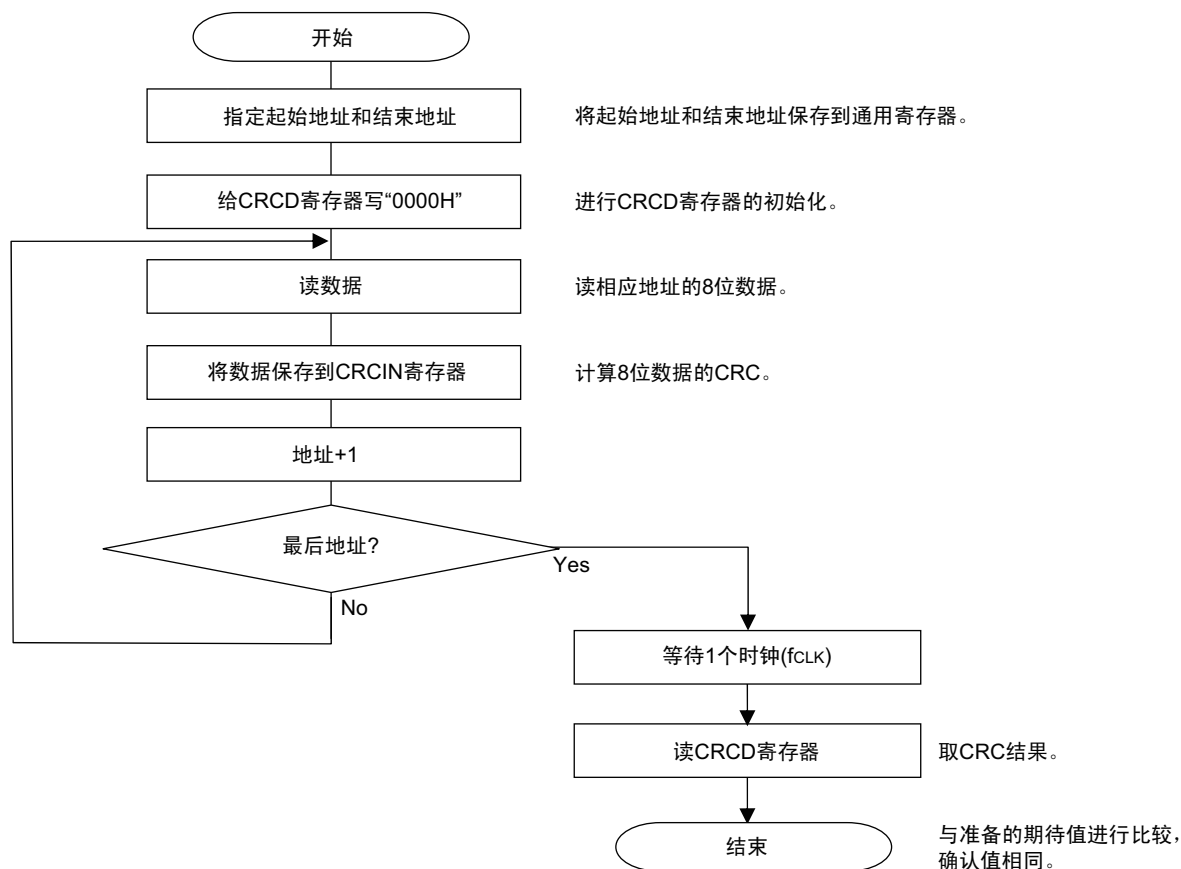 开始
指定起始地址和结束地址
将起始地址和结束地址保存到通用寄存器。
给CRCD寄存器写“0000H”
进行CRCD寄存器的初始化。
读数据
读相应地址的8位数据。
将数据保存到CRCIN寄存器
计算8位数据的CRC。
地址+1
最后地址?
Yes
No
等待1个时钟(fCLK)
读CRCD寄存器
取CRC结果。
结束
与准备的期待值进行比较，
确认值相同。